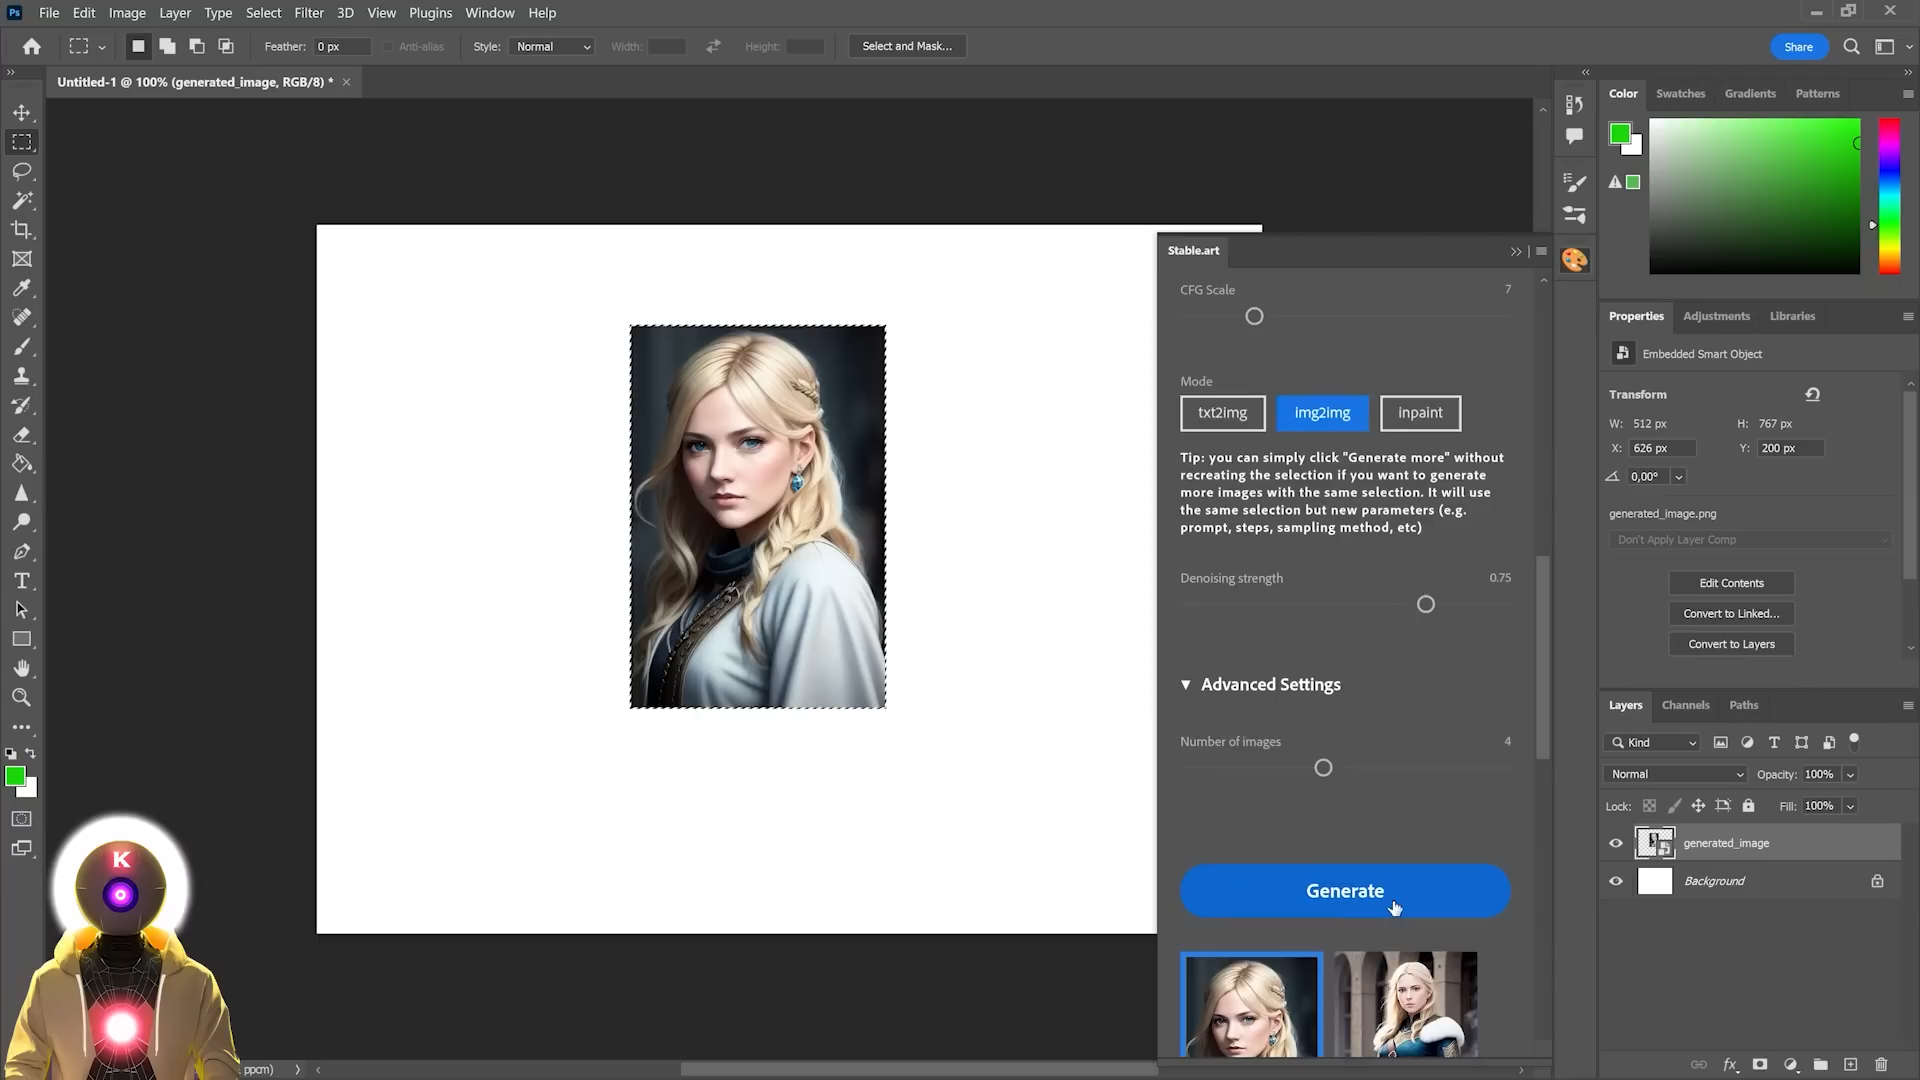 Ps File Edit Image Layer Type Select Filter 3D View Plugins Window Help
Feather: 0 px Anti-alias Style: Normal Width: Height: Select and Mask... Share
Untitled-1 @ 100% (generated_image, RGB/8) *
Color Swatches Gradients Patterns
Stable.art
CFG Scale 7
Mode
txt2img img2img inpaint
Tip: you can simply click "Generate more" without
recreating the selection if you want to generate
more images with the same selection. It will use
the same selection but new parameters (e.g.
prompt, steps, sampling method, etc)
Denoising strength 0.75
Advanced Settings
Number of images 4
Generate
Properties Adjustments Libraries
Embedded Smart Object
Transform
W: 512 px H: 767 px
X: 626 px Y: 200 px
0,00°
generated_image.png
Don't Apply Layer Comp
Edit Contents
Convert to Linked...
Convert to Layers
Layers Channels Paths
Kind
Normal Opacity: 100%
Lock: Fill: 100%
generated_image
Background
K
ppcm)